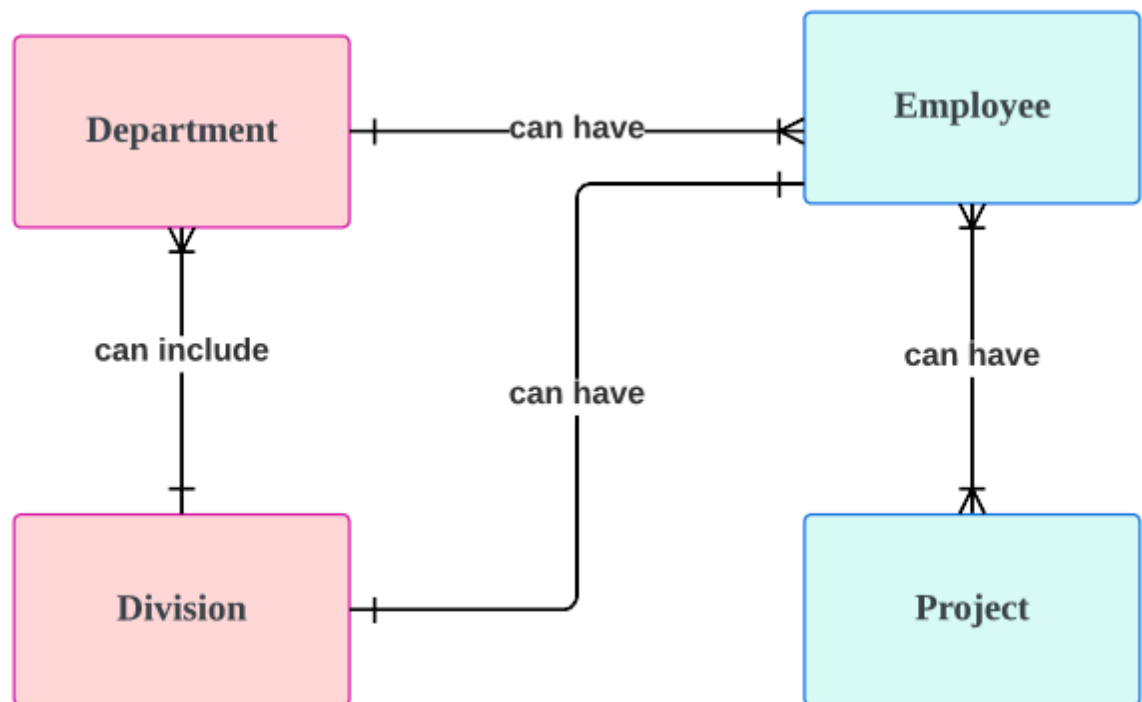 Department
Employee
can have
can include
can have
can have
Division
Project